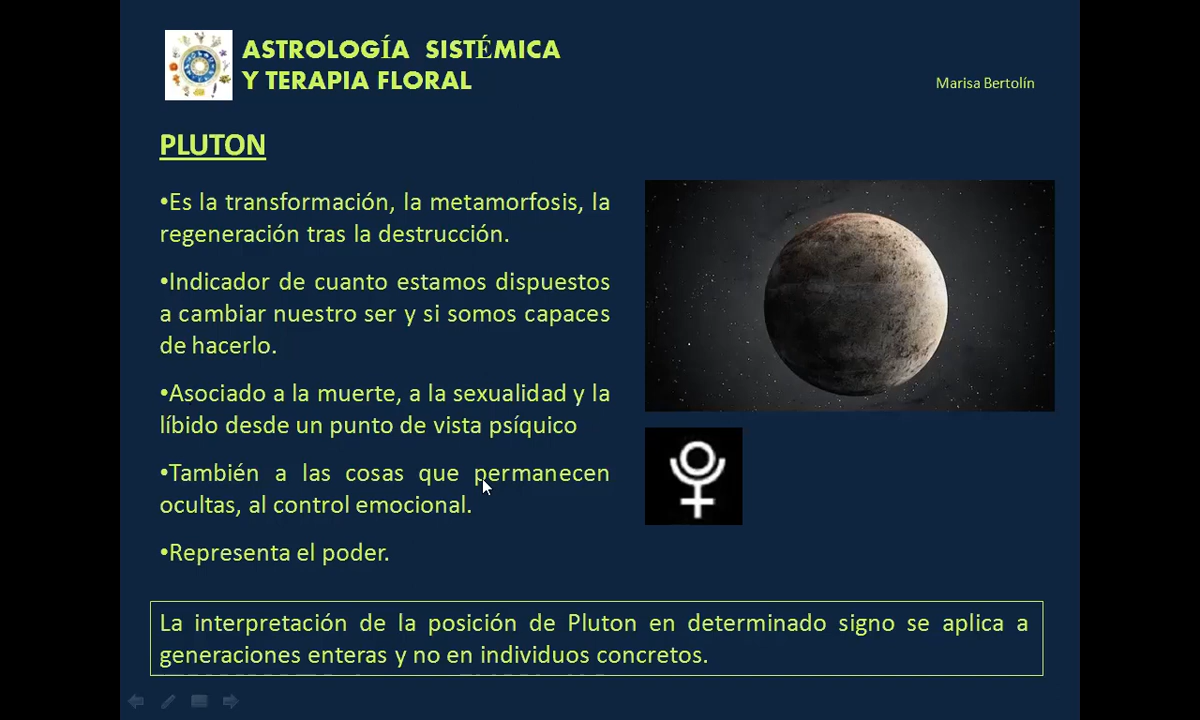 ASTROLOGÍA SISTÉMICA
Y TERAPIA FLORAL
Marisa Bertolín
PLUTON
•Es la transformación, la metamorfosis, la
regeneración tras la destrucción.
•Indicador de cuanto estamos dispuestos
a cambiar nuestro ser y si somos capaces
de hacerlo.
•Asociado a la muerte, a la sexualidad y la
líbido desde un punto de vista psíquico
•También a las cosas que permanecen
ocultas, al control emocional.
•Representa el poder.
La interpretación de la posición de Pluton en determinado signo se aplica a
generaciones enteras y no en individuos concretos.